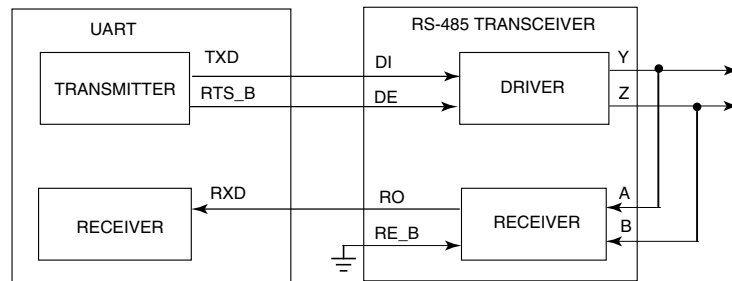 UART
RS-485 TRANSCEIVER
TXD
DI
Y
TRANSMITTER
DRIVER
RTS_B
DE
Z
RXD
RO
A
RECEIVER
RECEIVER
RE_B
B